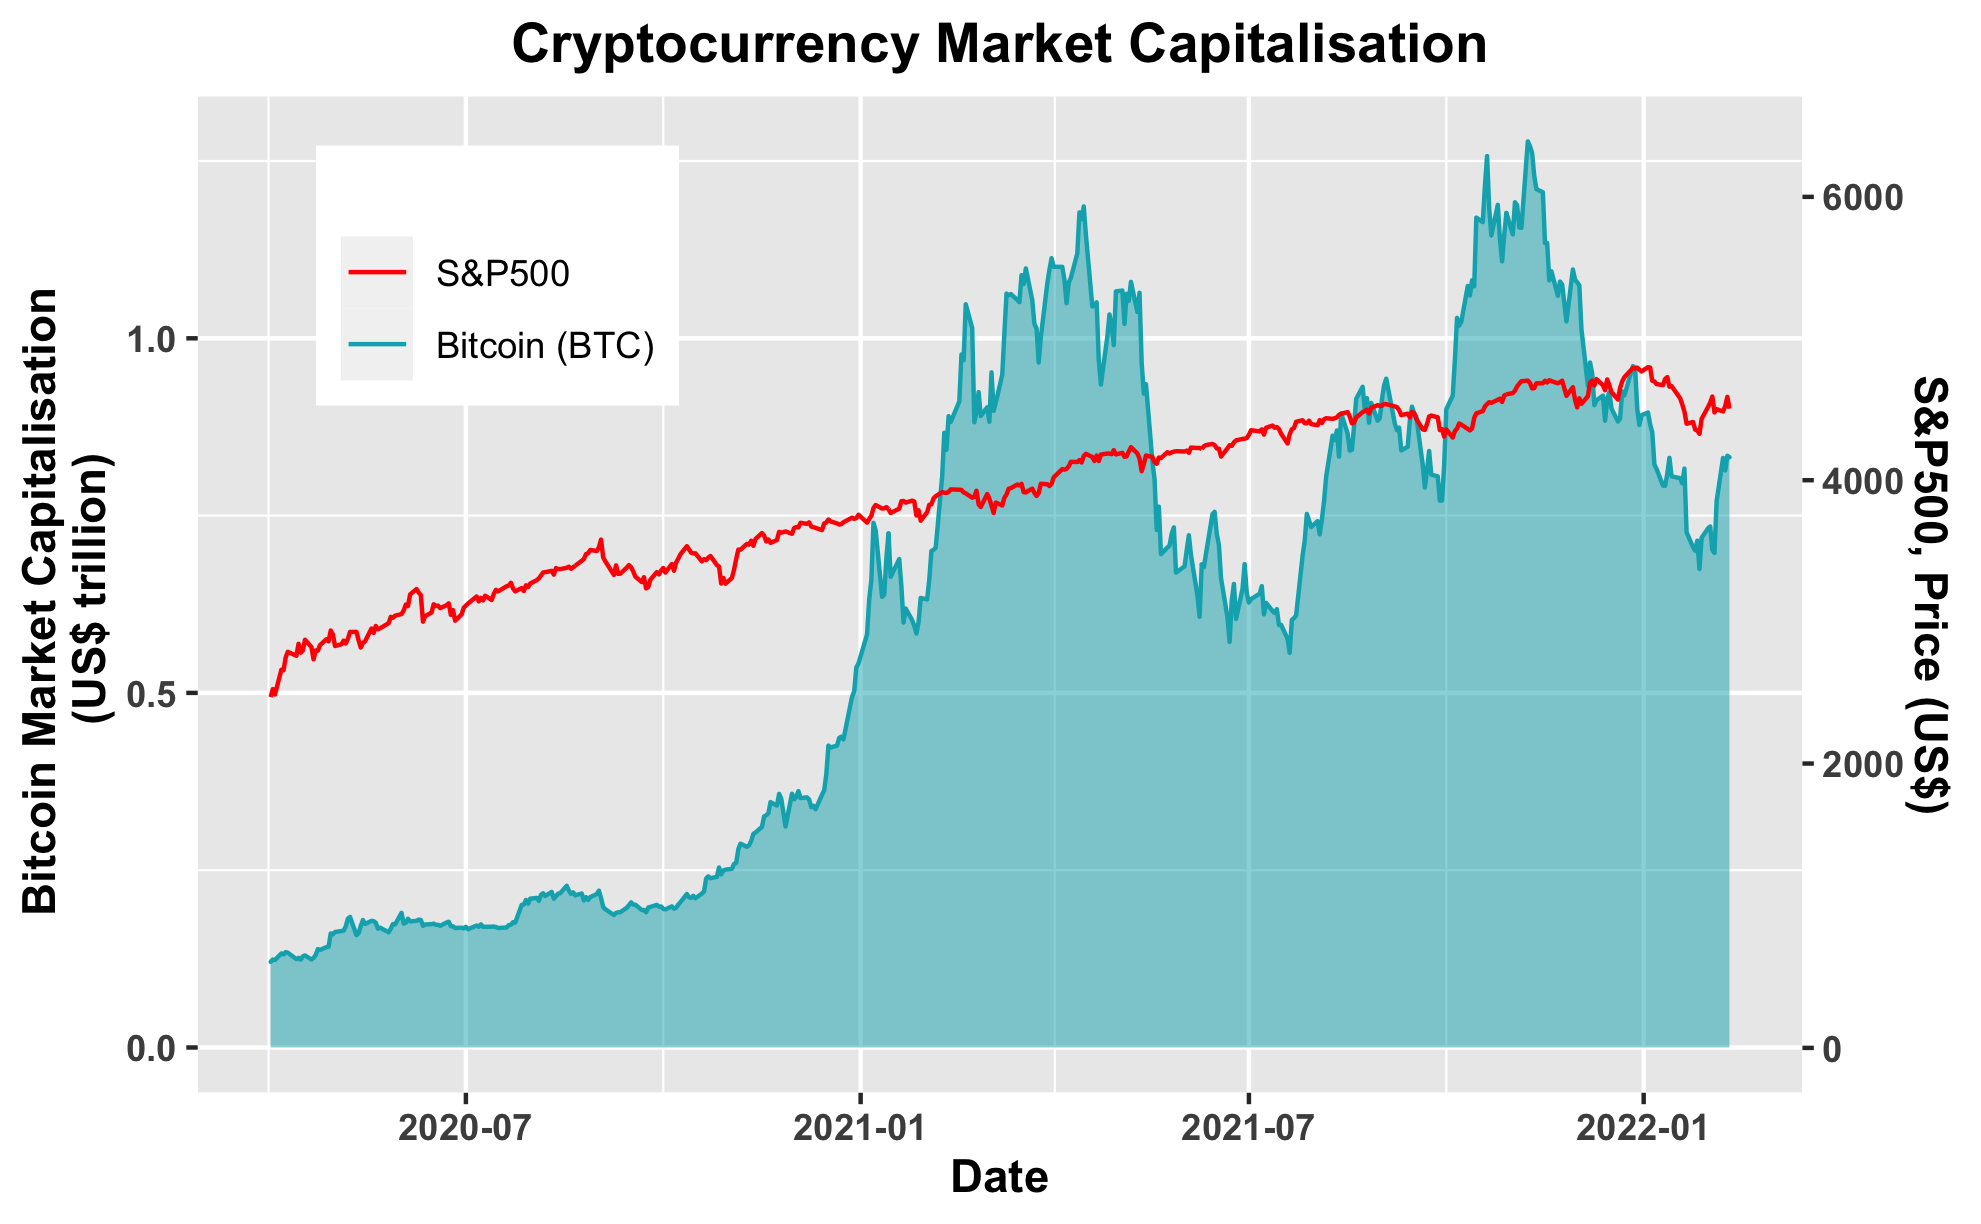 Cryptocurrency Market Capitalisation
Bitcoin Market Capitalisation
(US$ trillion)
1.0
0.5
0.0
S&P500
Bitcoin (BTC)
6000
4000
2000
0
S&P500, Price (US$)
2020-07
2021-01
2021-07
2022-01
Date